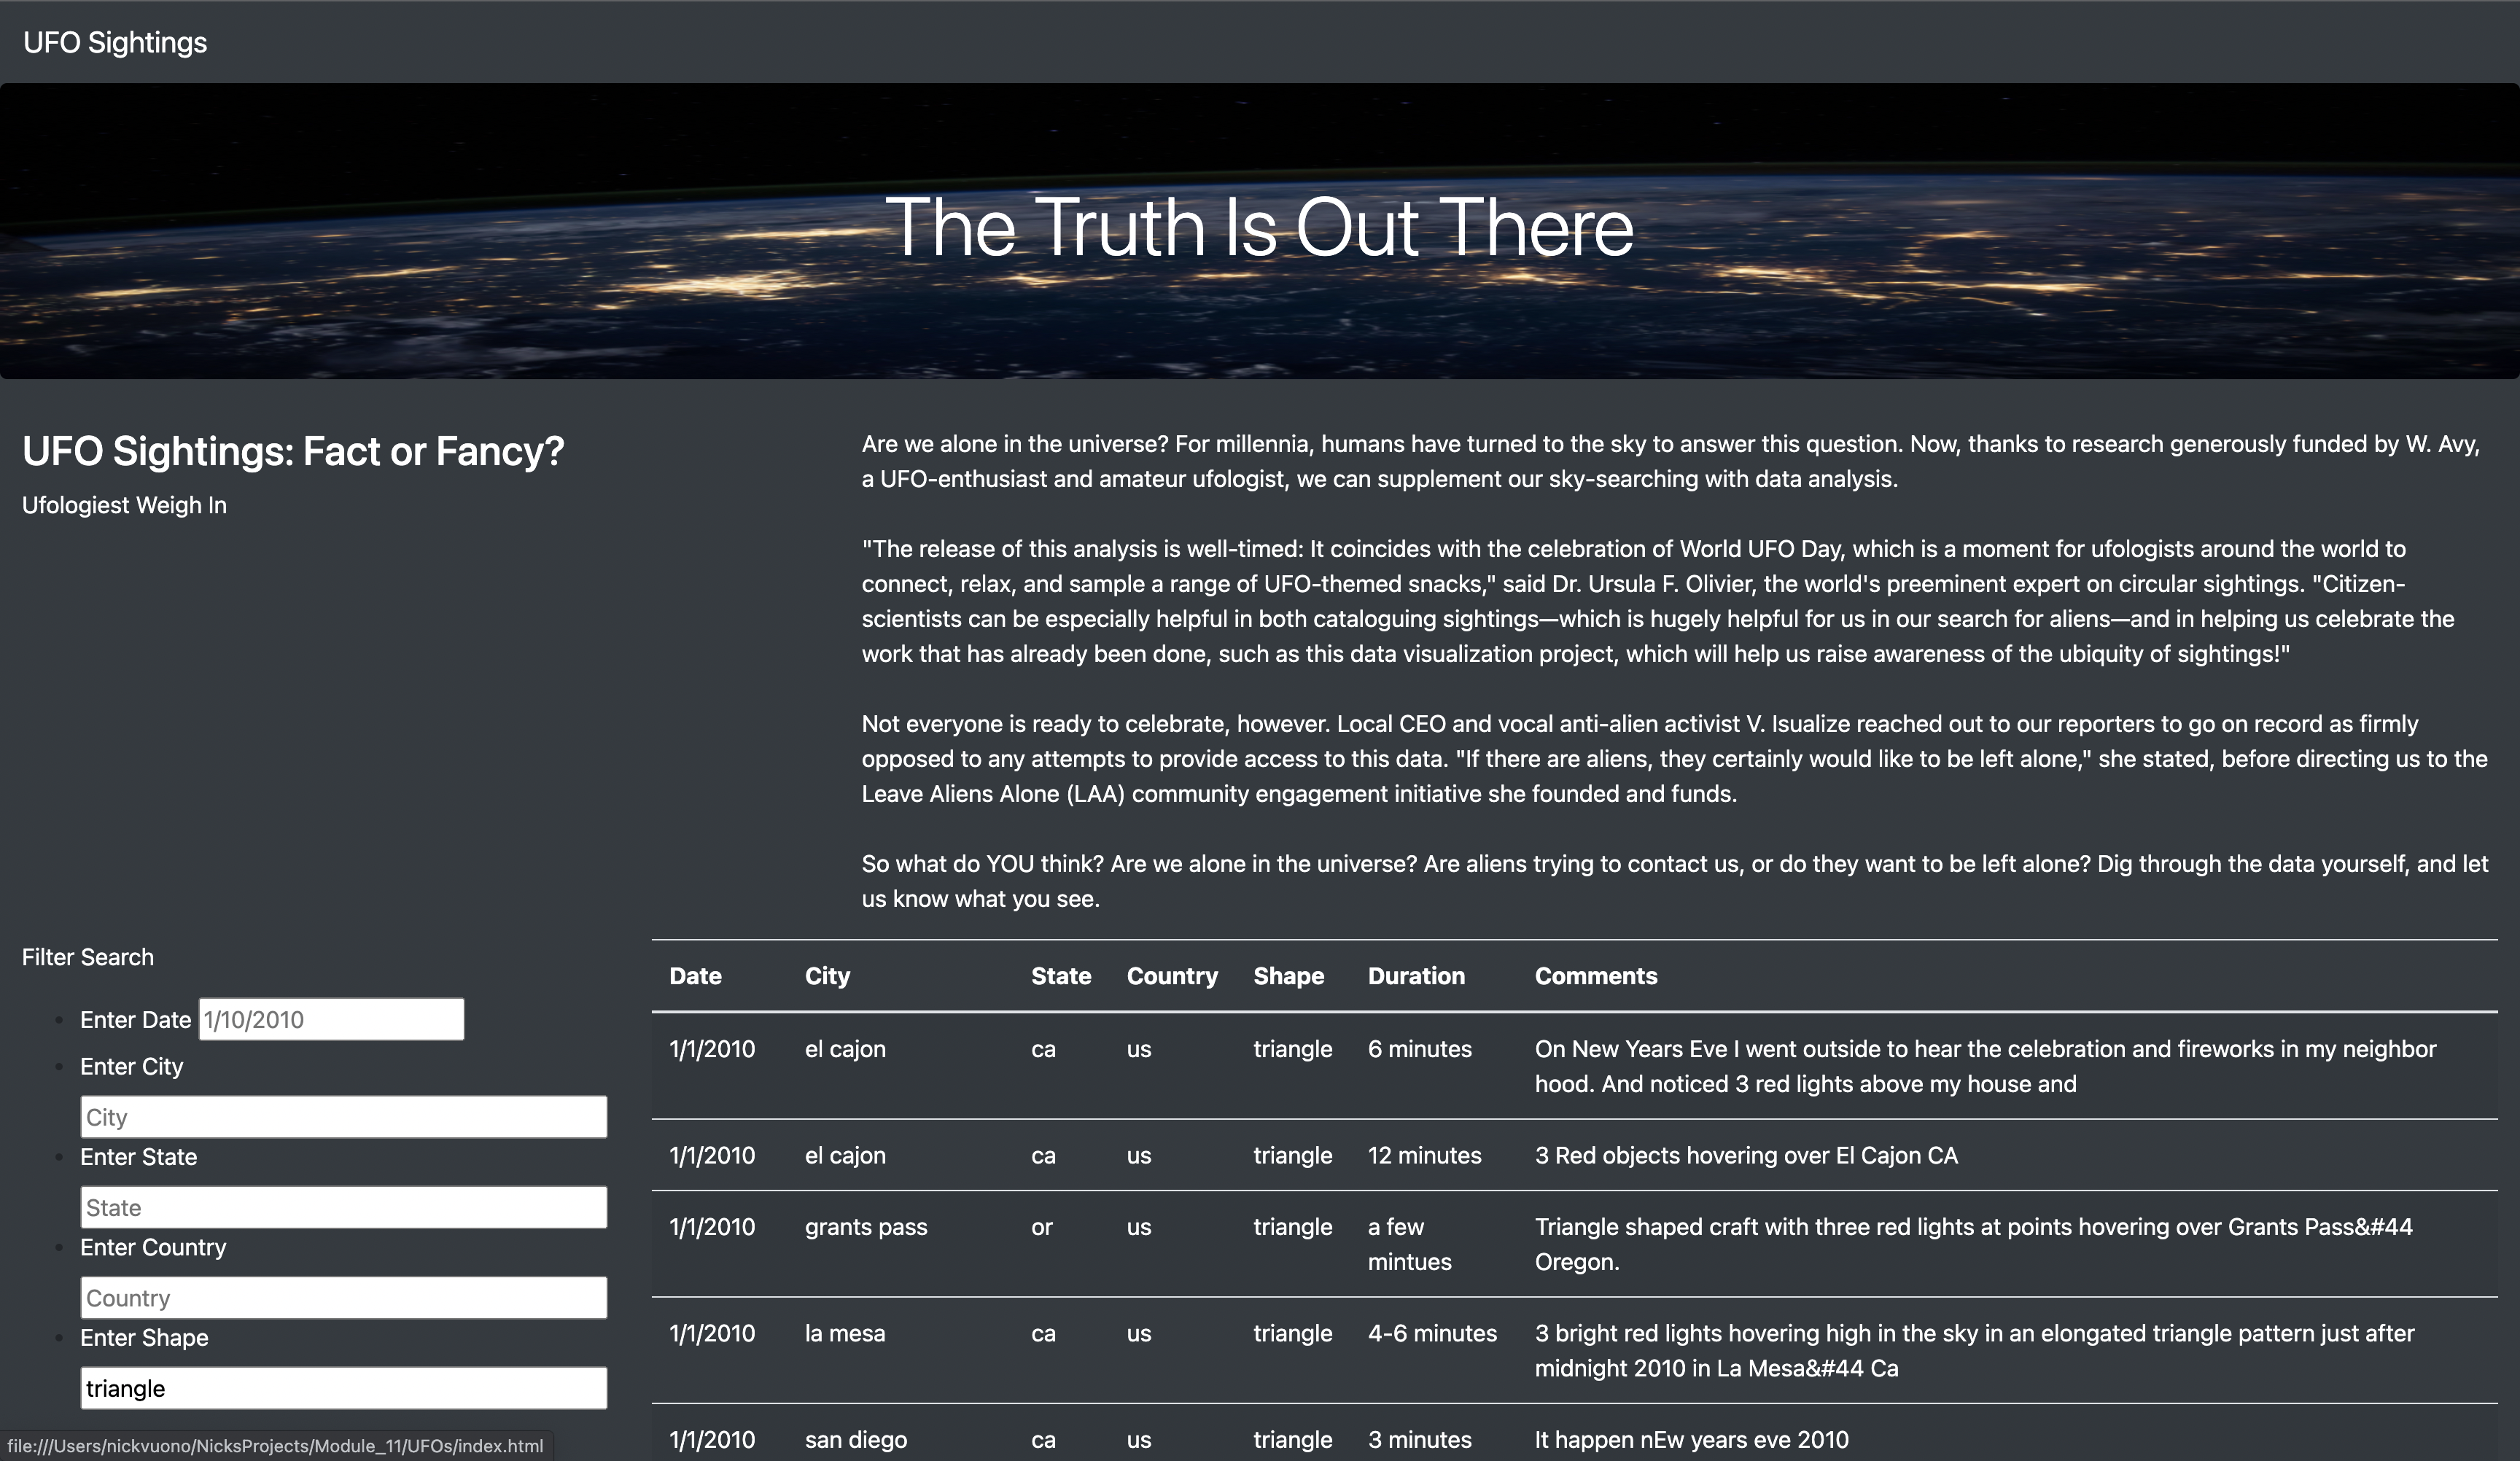 UFO Sightings
The Truth Is Out There
UFO Sightings: Fact or Fancy?
Ufologiest Weigh In
Are we alone in the universe? For millennia, humans have turned to the sky to answer this question. Now, thanks to research generously funded by W. Avy,
a UFO-enthusiast and amateur ufologist, we can supplement our sky-searching with data analysis.
"The release of this analysis is well-timed: It coincides with the celebration of World UFO Day, which is a moment for ufologists around the world to
connect, relax, and sample a range of UFO-themed snacks," said Dr. Ursula F. Olivier, the world's preeminent expert on circular sightings. "Citizen-
scientists can be especially helpful in both cataloguing sightings—which is hugely helpful for us in our search for aliens—and in helping us celebrate the
work that has already been done, such as this data visualization project, which will help us raise awareness of the ubiquity of sightings!"
Not everyone is ready to celebrate, however. Local CEO and vocal anti-alien activist V. Isualize reached out to our reporters to go on record as firmly
opposed to any attempts to provide access to this data. "If there are aliens, they certainly would like to be left alone," she stated, before directing us to the
Leave Aliens Alone (LAA) community engagement initiative she founded and funds.
So what do YOU think? Are we alone in the universe? Are aliens trying to contact us, or do they want to be left alone? Dig through the data yourself, and let
us know what you see.
Filter Search
Enter Date 1/10/2010
Enter City
City
Enter State
State
Enter Country
Country
Enter Shape
triangle
Date City State Country Shape Duration Comments
1/1/2010 el cajon ca us triangle 6 minutes On New Years Eve I went outside to hear the celebration and fireworks in my neighbor
hood. And noticed 3 red lights above my house and
1/1/2010 el cajon ca us triangle 12 minutes 3 Red objects hovering over El Cajon CA
1/1/2010 grants pass or us triangle a few Triangle shaped craft with three red lights at points hovering over Grants Pass&#44
mintues Oregon.
1/1/2010 la mesa ca us triangle 4-6 minutes 3 bright red lights hovering high in the sky in an elongated triangle pattern just after
midnight 2010 in La Mesa&#44 Ca
1/1/2010 san diego ca us triangle 3 minutes It happen nEw years eve 2010
file:///Users/nickvuono/NicksProjects/Module_11/UFOs/index.html